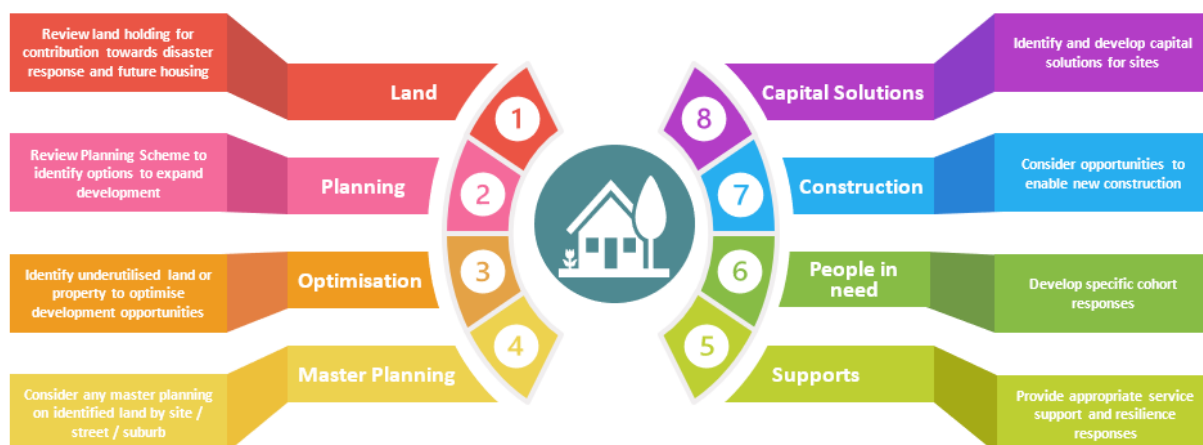 Review land holding for
contribution towards disaster
response and future housing
Land
1
Review Planning Scheme to
identify options to expand
development
Planning
2
Identify underutilised land or
property to optimise
development opportunities
Optimisation
3
Consider any master planning
on identified land by site /
street / suburb
Master Planning
4
8
Capital Solutions
Identify and develop capital
solutions for sites
7
Construction
Consider opportunities to
enable new construction
6
People in
need
Develop specific cohort
responses
5
Supports
Provide appropriate service
support and resilience
responses